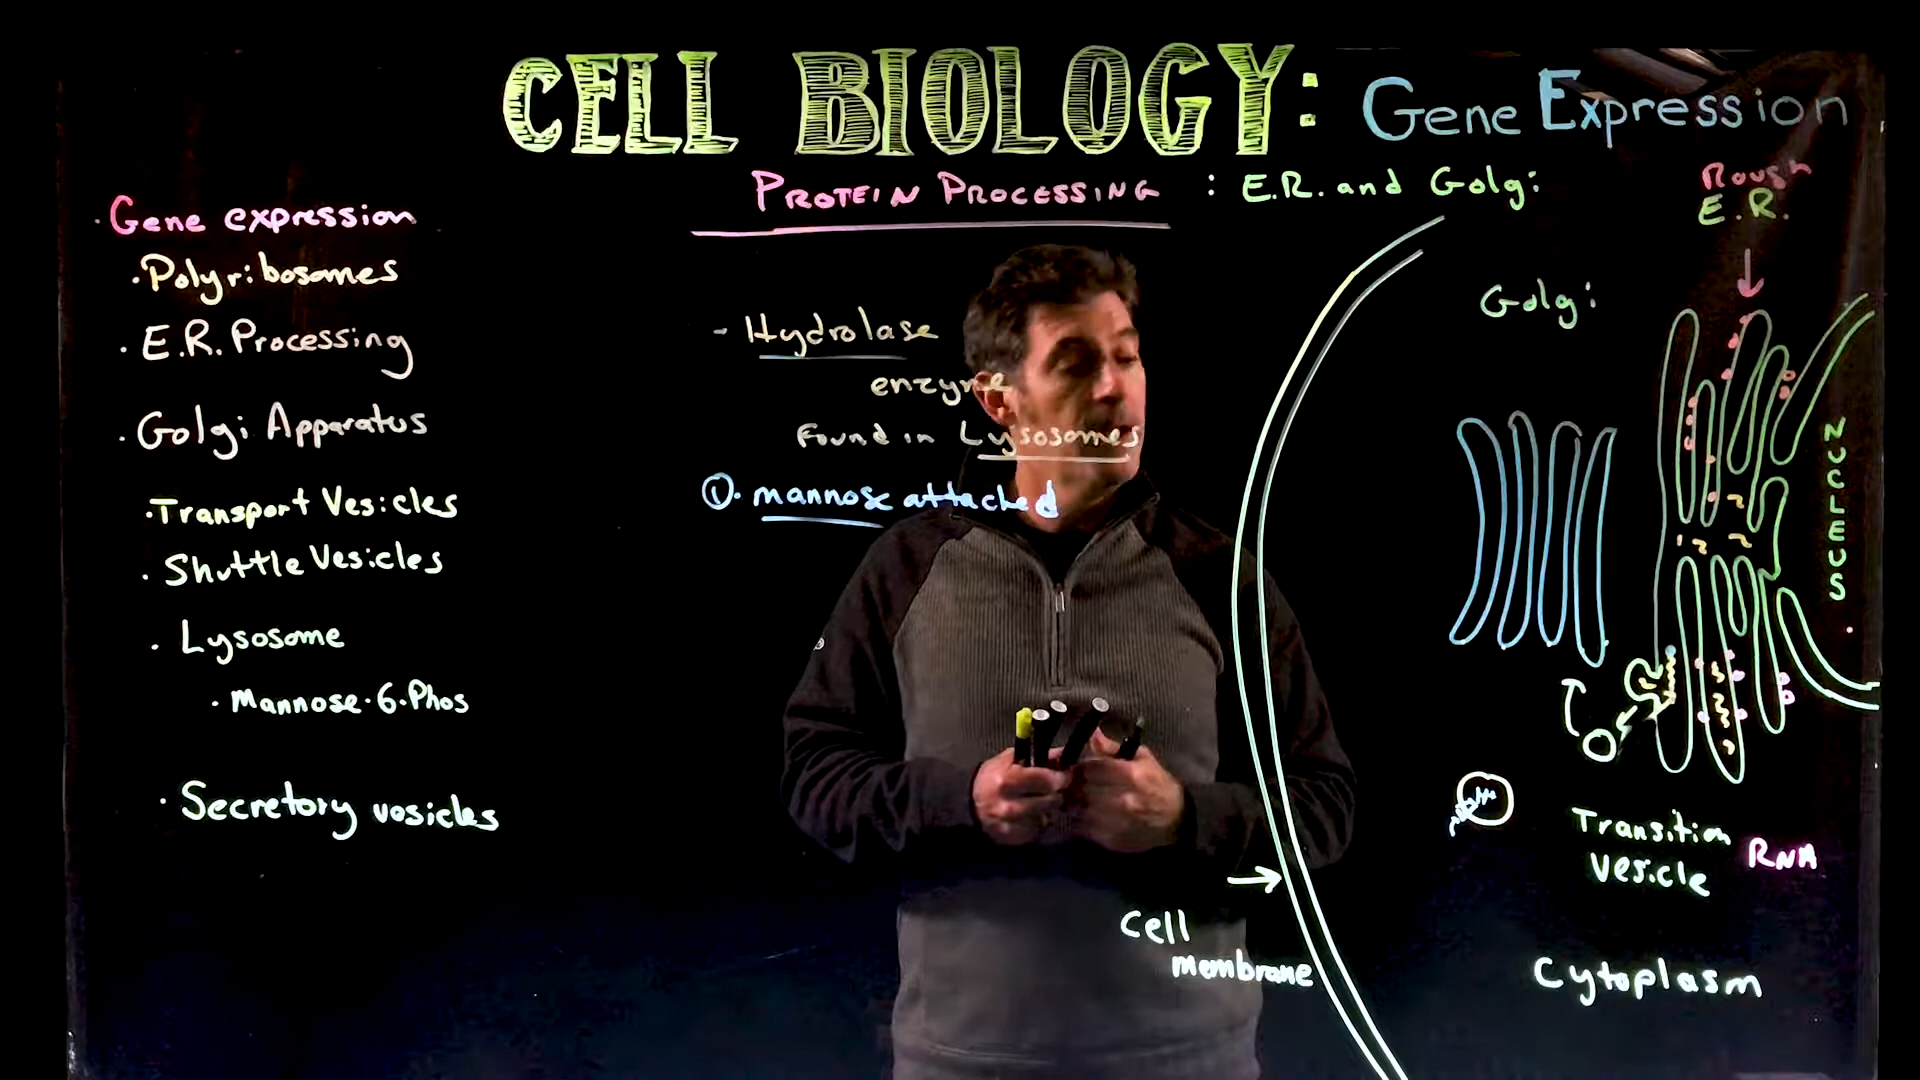 CELL BIOLOGY: Gene Expression
PROTEIN PROCESSING : E.R. and Golgi
· Gene expression
· Polyribosomes
· E.R. Processing
· Golgi Apparatus
· Transport Vesicles
· Shuttle Vesicles
· Lysosome
· Mannose-6-Phos
· Secretory vosicles
- Hydrolase
enzyme
Found in Lysosomes
①. mannose attached
Cell
membrane
Rough
E.R.
Golgi
NUCLEUS
Transition
vesicle
RNA
Cytoplasm